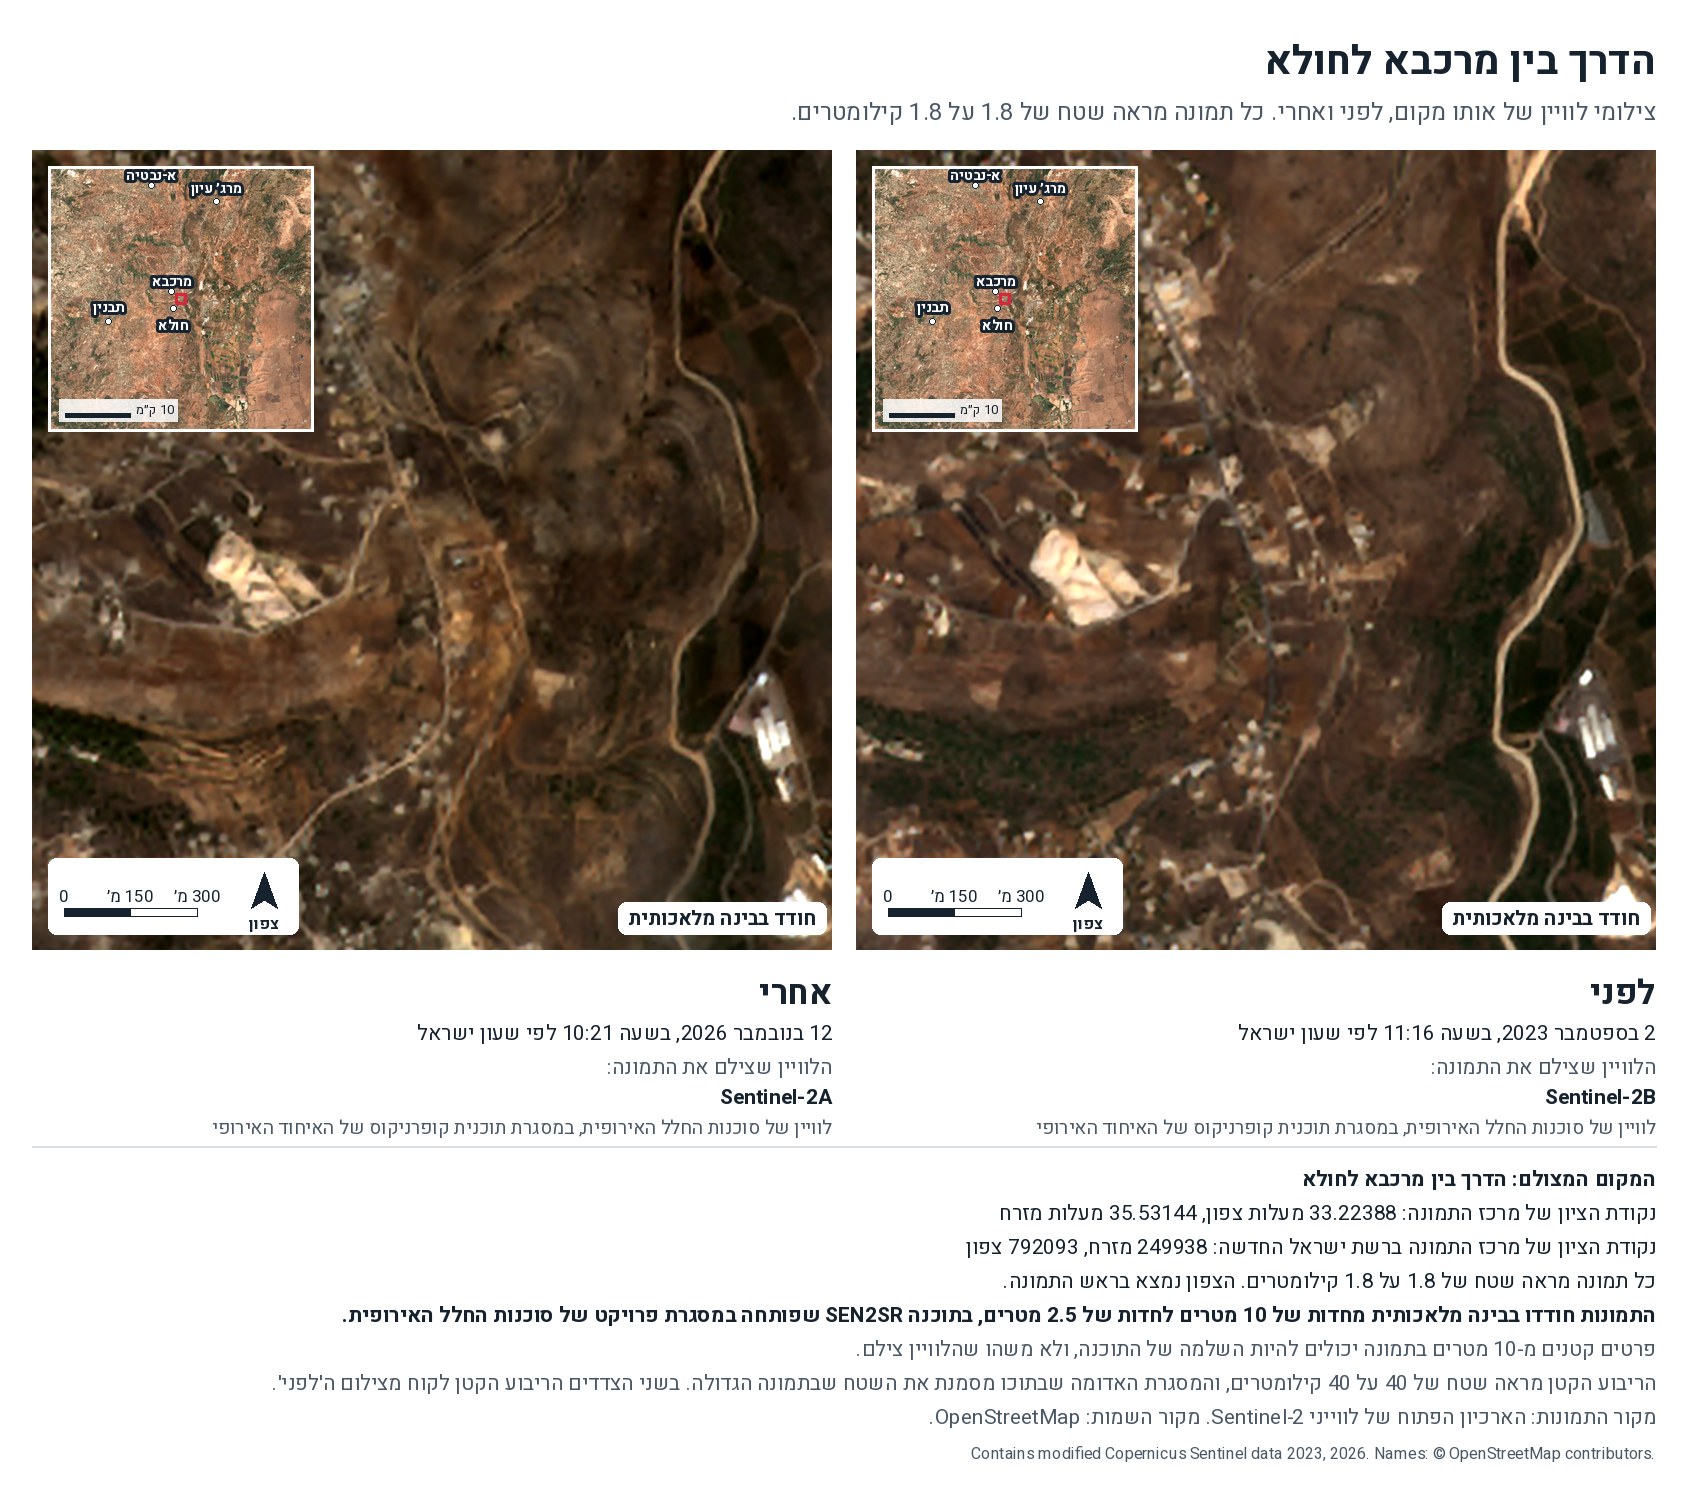 הדרך בין מרכבא לחולא
צילומי לוויין של אותו מקום, לפני ואחרי. כל תמונה מראה שטח של 1.8 על 1.8 קילומטרים.
א-נבטיה
מרג' עיון
מרכבא
תבנין
חולא
10 ק"מ
0 150 מ' 300 מ'
צפון
חודד בבינה מלאכותית
א-נבטיה
מרג' עיון
מרכבא
תבנין
חולא
10 ק"מ
0 150 מ' 300 מ'
צפון
חודד בבינה מלאכותית
לפני
2 בספטמבר 2023, בשעה 11:16 לפי שעון ישראל
הלוויין שצילם את התמונה:
Sentinel-2B
לוויין של סוכנות החלל האירופית, במסגרת תוכנית קופרניקוס של האיחוד האירופי
אחרי
12 בנובמבר 2026, בשעה 10:21 לפי שעון ישראל
הלוויין שצילם את התמונה:
Sentinel-2A
לוויין של סוכנות החלל האירופית, במסגרת תוכנית קופרניקוס של האיחוד האירופי
המקום המצולם: הדרך בין מרכבא לחולא
נקודת הציון של מרכז התמונה: 33.22388 מעלות צפון, 35.53144 מעלות מזרח
נקודת הציון של מרכז התמונה ברשת ישראל החדשה: 249938 מזרח, 792093 צפון
כל תמונה מראה שטח של 1.8 על 1.8 קילומטרים. הצפון נמצא בראש התמונה.
התמונות חודדו בבינה מלאכותית מחדות של 10 מטרים לחדות של 2.5 מטרים, בתוכנה SEN2SR שפותחה במסגרת פרויקט של סוכנות החלל האירופית.
פרטים קטנים מ-10 מטרים בתמונה יכולים להיות השלמה של התוכנה, ולא משהו שהלוויין צילם.
הריבוע הקטן מראה שטח של 40 על 40 קילומטרים, והמסגרת האדומה שבתוכו מסמנת את השטח שבתמונה הגדולה. בשני הצדדים הריבוע הקטן לקוח מצילום ה'לפני'.
מקור התמונות: הארכיון הפתוח של לווייני Sentinel-2. מקור השמות: OpenStreetMap.
Contains modified Copernicus Sentinel data 2023, 2026. Names: © OpenStreetMap contributors.